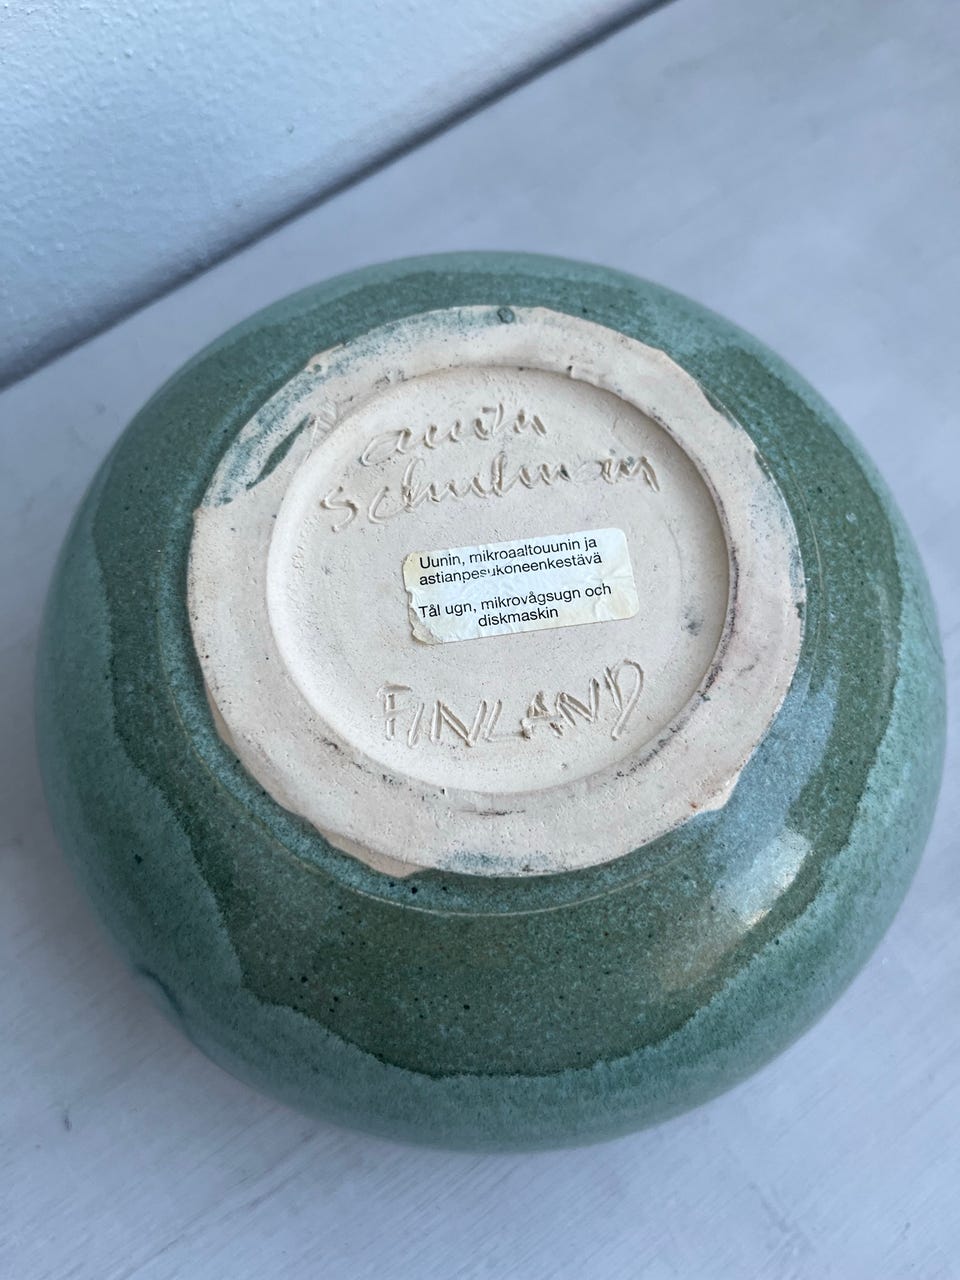 Schulman
Uunin, mikroaaltouunin ja
astianpesukoneenkestävä
Tål ugn, mikrovågsugn och
diskmaskin
FINLAND